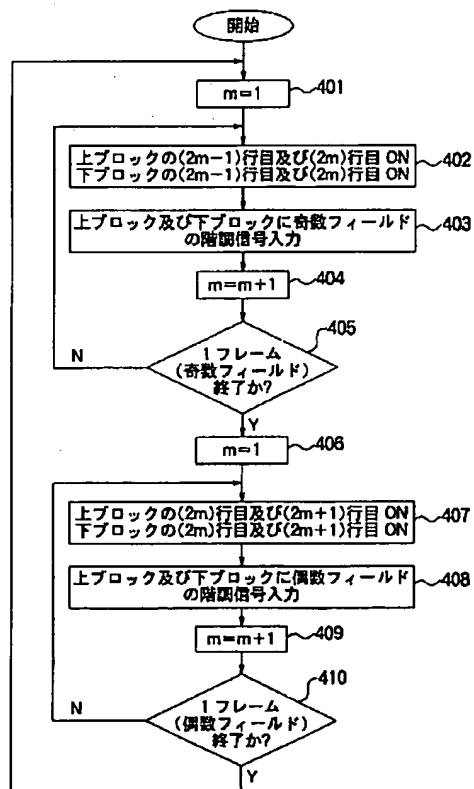 開始
m=1
401
上ブロックの(2m-1)行目及び(2m)行目 ON
下ブロックの(2m-1)行目及び(2m)行目 ON
402
上ブロック及び下ブロックに奇数フィールド
の階調信号入力
403
m=m+1
404
405
1フレーム
(奇数フィールド)
終了か?
N
Y
m=1
406
上ブロックの(2m)行目及び(2m+1)行目 ON
下ブロックの(2m)行目及び(2m+1)行目 ON
407
上ブロック及び下ブロックに偶数フィールド
の階調信号入力
408
m=m+1
409
410
1フレーム
(偶数フィールド)
終了か?
N
Y